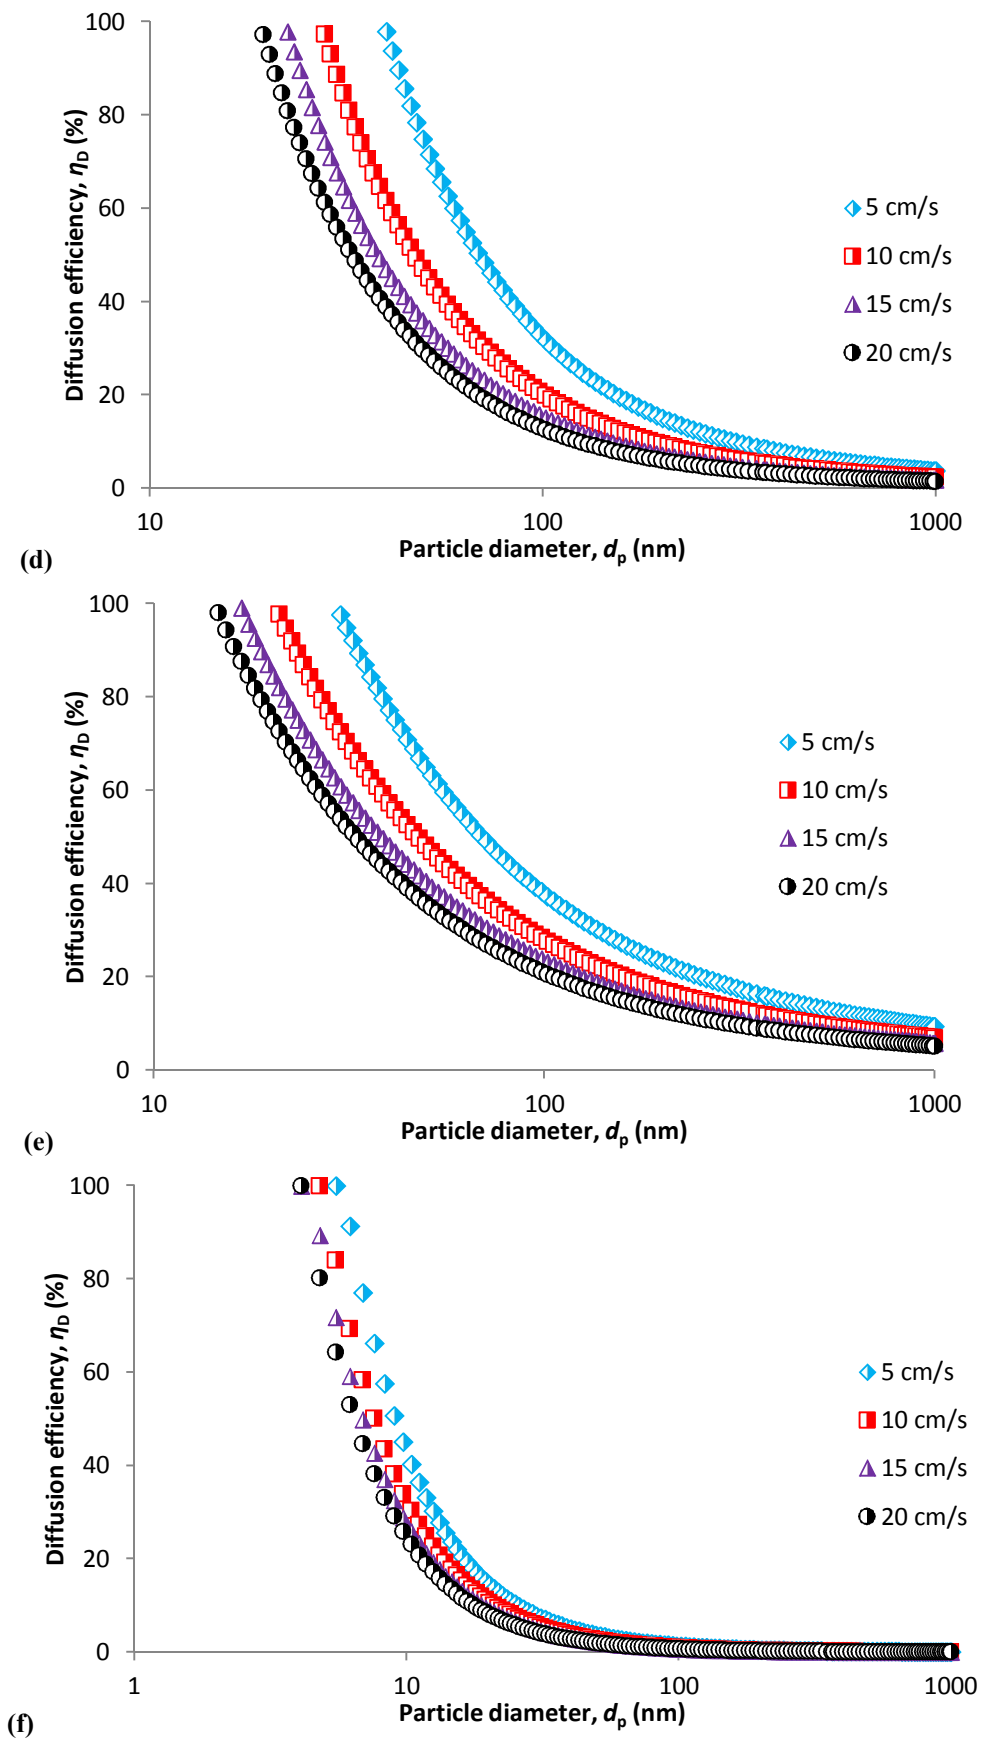 100
80
60
40
20
0
Diffusion efficiency, ηD (%)
5 cm/s
10 cm/s
15 cm/s
20 cm/s
10 100 1000
Particle diameter, dp (nm)
(d)
100
80
60
40
20
0
Diffusion efficiency, ηD (%)
5 cm/s
10 cm/s
15 cm/s
20 cm/s
10 100 1000
Particle diameter, dp (nm)
(e)
100
80
60
40
20
0
Diffusion efficiency, ηD (%)
5 cm/s
10 cm/s
15 cm/s
20 cm/s
1 10 100 1000
Particle diameter, dp (nm)
(f)